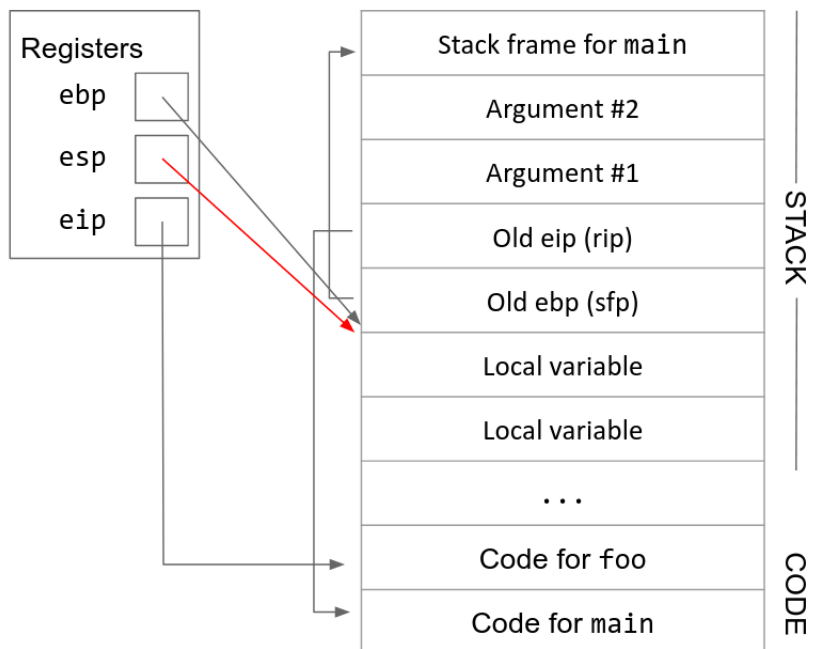 Registers
ebp
esp
eip
Stack frame for main
Argument #2
Argument #1
Old eip (rip)
Old ebp (sfp)
Local variable
Local variable
...
Code for foo
Code for main
STACK
CODE